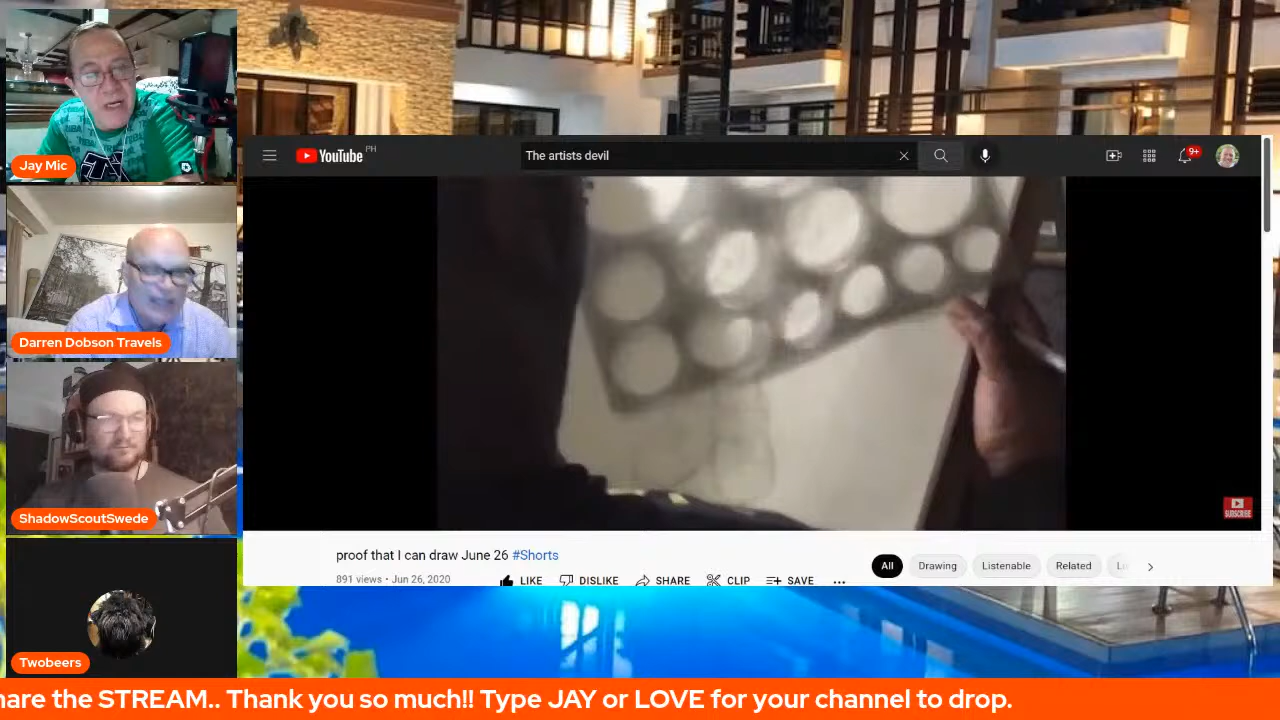 Jay Mic
Darren Dobson Travels
ShadowScoutSwede
Twobeers
YouTube PH
The artists devil
9+
SUBSCRIBE
proof that I can draw June 26 #Shorts
891 views • Jun 26, 2020
LIKE DISLIKE SHARE CLIP SAVE ...
All Drawing Listenable Related
hare the STREAM.. Thank you so much!! Type JAY or LOVE for your channel to drop.